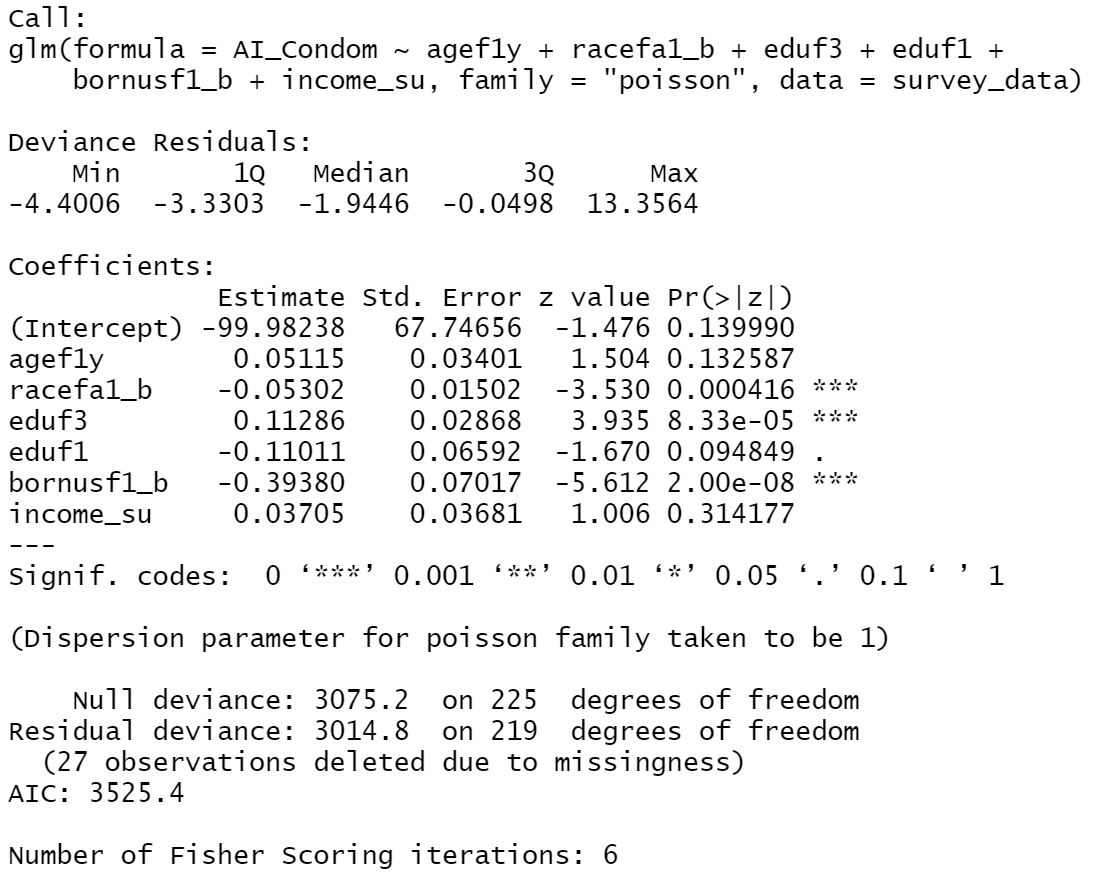 Call:
glm(formula = AI_Condom ~ agef1y + racefa1_b + eduf3 + eduf1 +
    bornusf1_b + income_su, family = "poisson", data = survey_data)

Deviance Residuals:
    Min       1Q   Median       3Q      Max
-4.4006  -3.3303  -1.9446  -0.0498  13.3564

Coefficients:
             Estimate Std. Error z value Pr(>|z|)
(Intercept) -99.98238   67.74656  -1.476 0.139990
agef1y        0.05115    0.03401   1.504 0.132587
racefa1_b    -0.05302    0.01502  -3.530 0.000416 ***
eduf3         0.11286    0.02868   3.935 8.33e-05 ***
eduf1        -0.11011    0.06592  -1.670 0.094849 .
bornusf1_b   -0.39380    0.07017  -5.612 2.00e-08 ***
income_su     0.03705    0.03681   1.006 0.314177
---
Signif. codes:  0 ‘***’ 0.001 ‘**’ 0.01 ‘*’ 0.05 ‘.’ 0.1 ‘ ’ 1

(Dispersion parameter for poisson family taken to be 1)

    Null deviance: 3075.2  on 225  degrees of freedom
Residual deviance: 3014.8  on 219  degrees of freedom
  (27 observations deleted due to missingness)
AIC: 3525.4

Number of Fisher Scoring iterations: 6